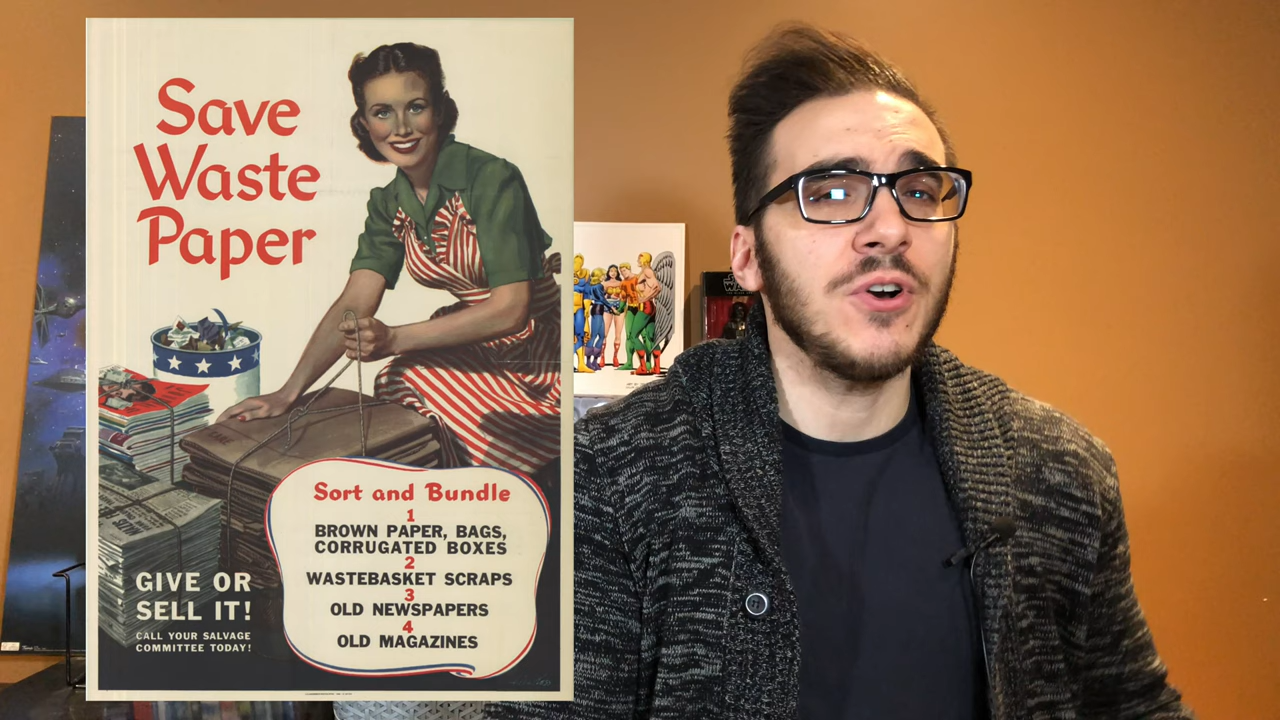 Save
Waste
Paper
Sort and Bundle
1
BROWN PAPER, BAGS,
CORRUGATED BOXES
2
WASTEBASKET SCRAPS
3
OLD NEWSPAPERS
4
OLD MAGAZINES
GIVE OR
SELL IT!
CALL YOUR SALVAGE
COMMITTEE TODAY!
STAR